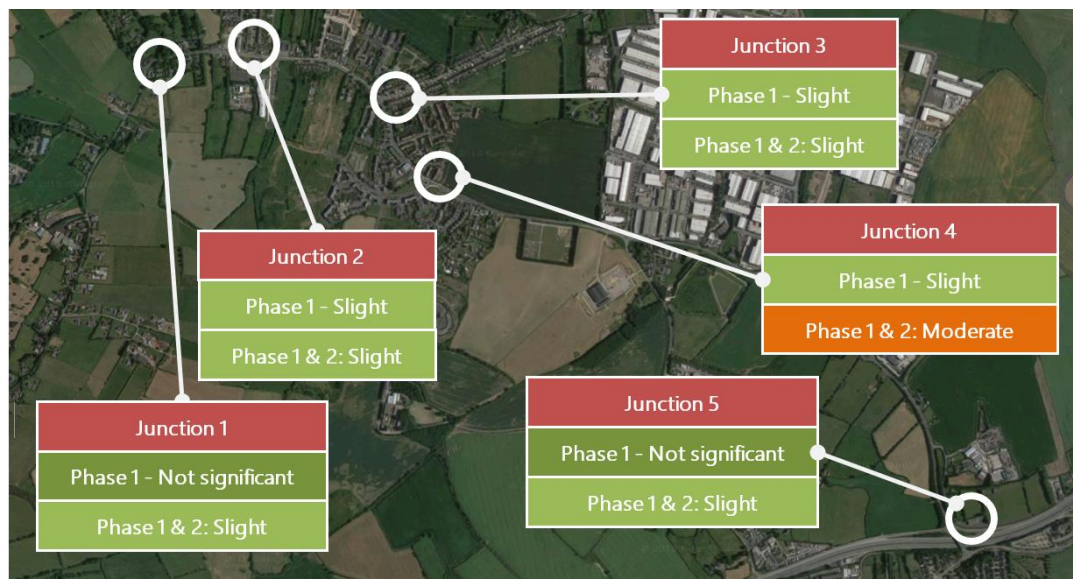 Junction 3
Phase 1 - Slight
Phase 1 & 2: Slight
Junction 4
Phase 1 - Slight
Phase 1 & 2: Moderate
Junction 2
Phase 1 - Slight
Phase 1 & 2: Slight
Junction 5
Phase 1 - Not significant
Phase 1 & 2: Slight
Junction 1
Phase 1 - Not significant
Phase 1 & 2: Slight